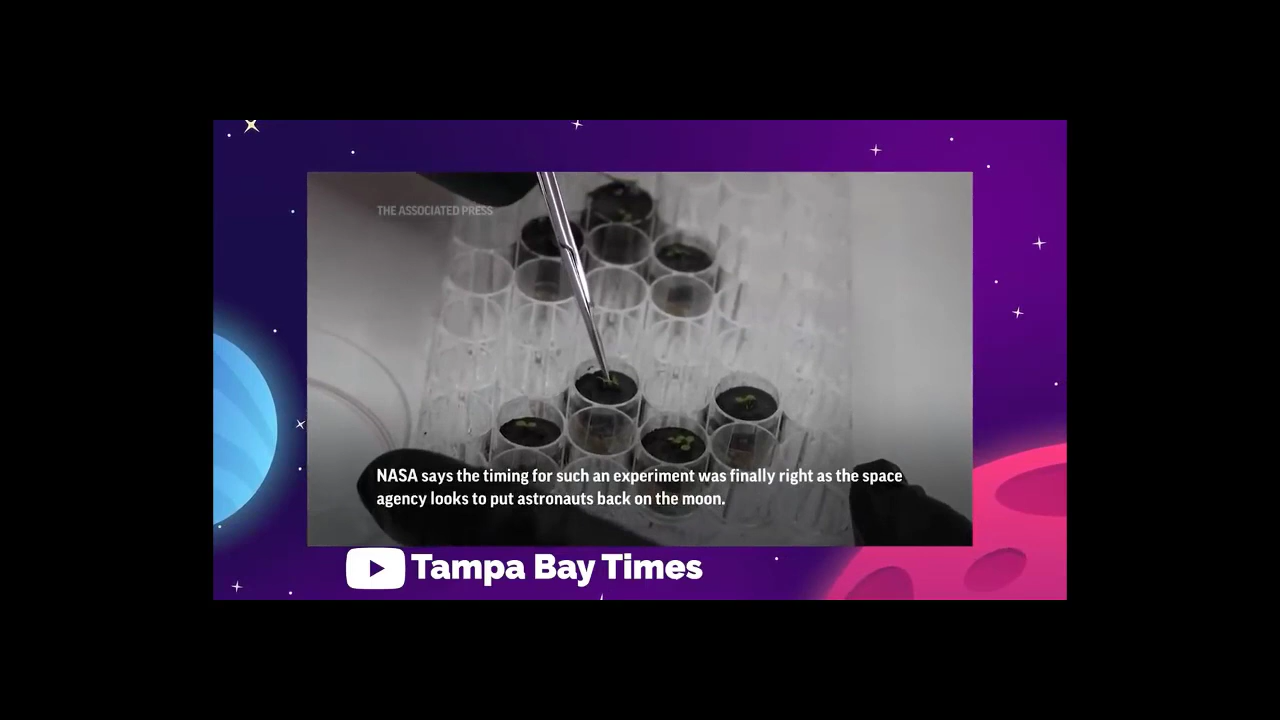 THE ASSOCIATED PRESS
NASA says the timing for such an experiment was finally right as the space
agency looks to put astronauts back on the moon.
Tampa Bay Times